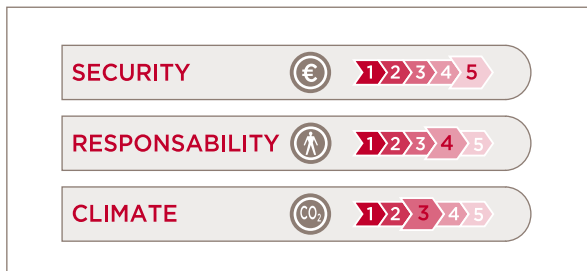 SECURITY € 1 2 3 4 5
RESPONSABILITY 1 2 3 4 5
CLIMATE CO₂ 1 2 3 4 5